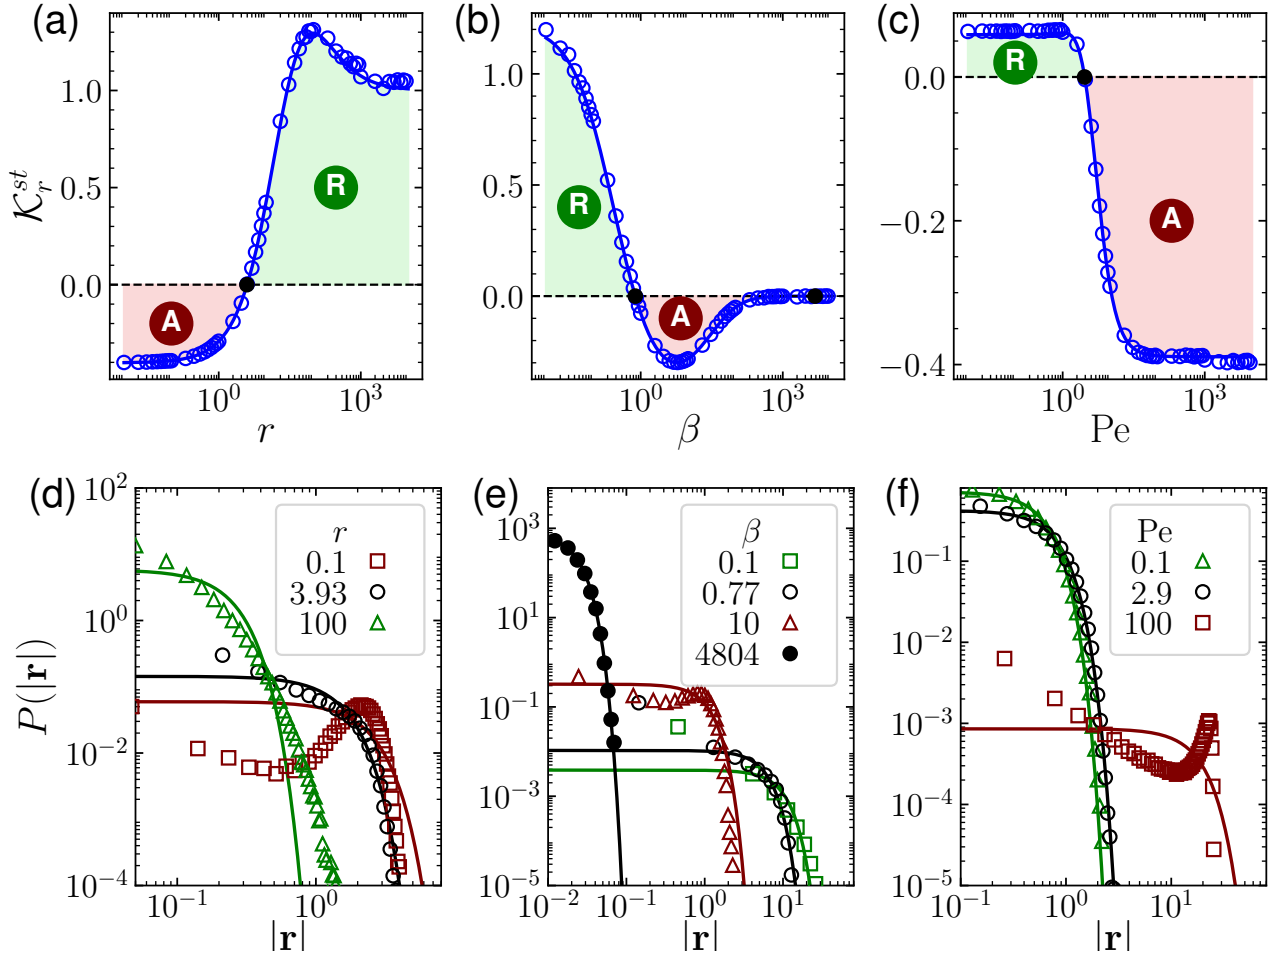 (a)
𝒦_r^{st}
1.0
0.5
0.0
R
A
10^0
10^3
r
(b)
1.0
0.5
0.0
R
A
10^0
10^3
β
(c)
0.0
−0.2
−0.4
R
A
10^0
10^3
Pe
(d)
P(|r|)
10^2
10^0
10^{−2}
10^{−4}
r
0.1
3.93
100
10^{−1}
10^0
|r|
(e)
10^3
10^1
10^{−1}
10^{−3}
10^{−5}
β
0.1
0.77
10
4804
10^{−2}
10^{−1}
10^0
10^1
|r|
(f)
10^{−1}
10^{−2}
10^{−3}
10^{−4}
10^{−5}
Pe
0.1
2.9
100
10^{−1}
10^0
10^1
|r|